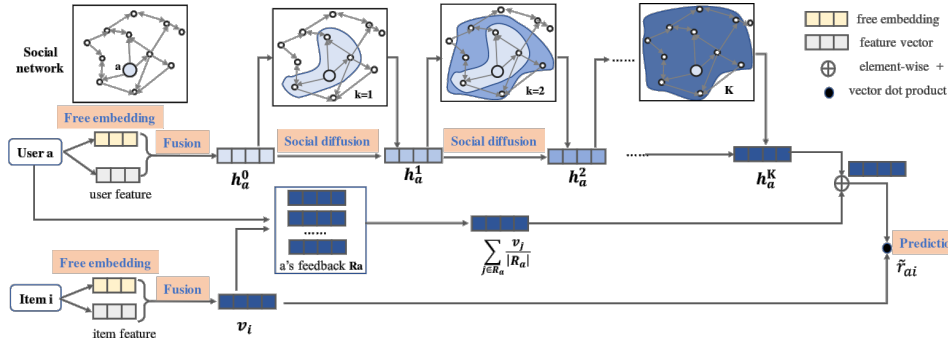 Social
network
a
k=1
k=2
K
......
free embedding
feature vector
element-wise +
vector dot product
Free embedding
Fusion
Social diffusion
Social diffusion
User a
user feature
h_a^0
h_a^1
h_a^2
......
h_a^K
......
a's feedback Ra
∑_{j∈R_a} v_j/|R_a|
Prediction
r̃_{ai}
Free embedding
Fusion
Item i
item feature
v_i